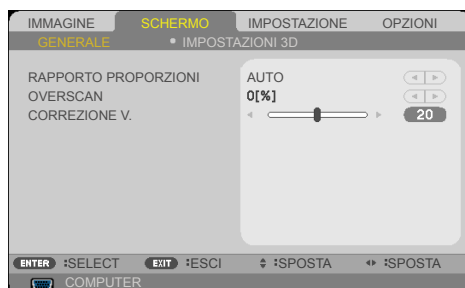 IMMAGINE SCHERMO IMPOSTAZIONE OPZIONI
GENERALE • IMPOSTAZIONI 3D
RAPPORTO PROPORZIONI AUTO
OVERSCAN 0[%]
CORREZIONE V. 20
ENTER :SELECT EXIT :ESCI :SPOSTA :SPOSTA
COMPUTER